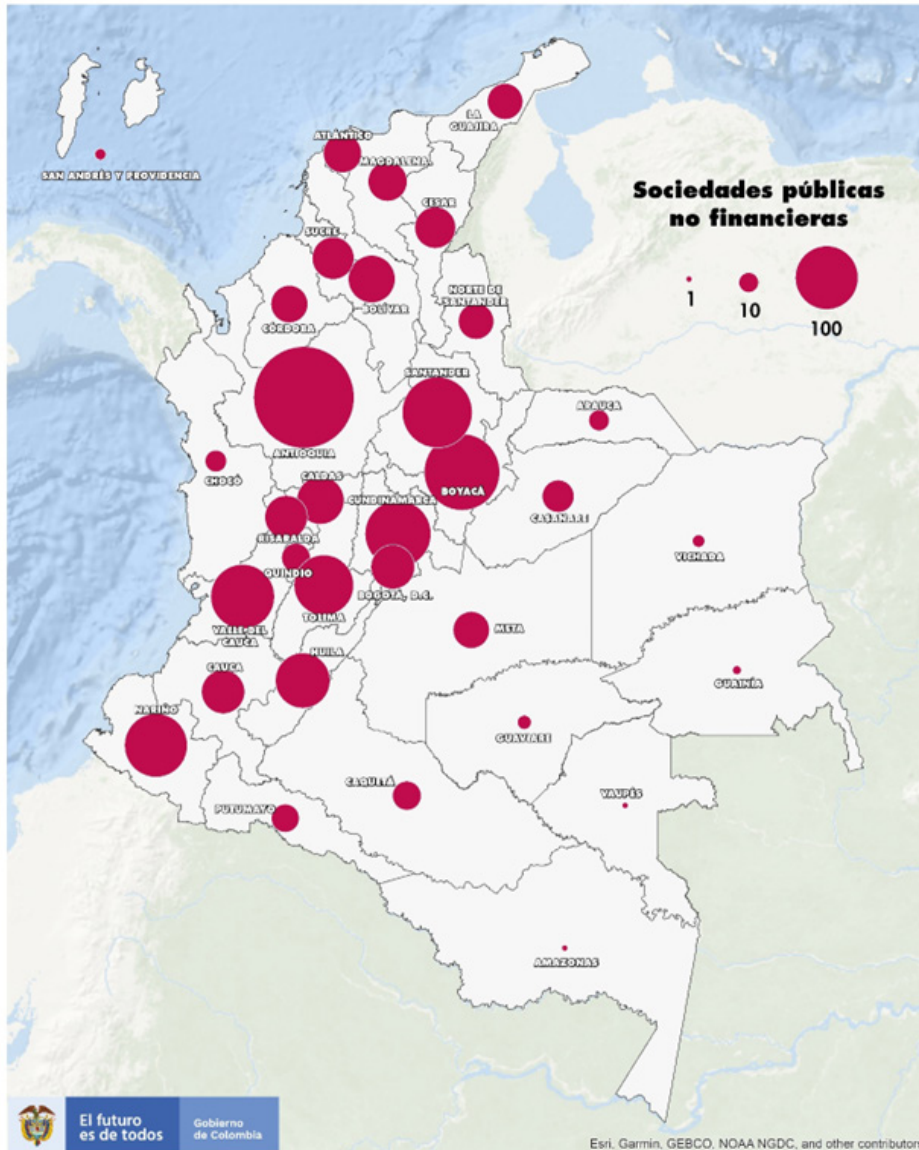 LA
GUAJIRA
ATLÁNTICO
MAGDALENA
SAN ANDRÉS Y PROVIDENCIA
Sociedades públicas
no financieras
1
10
100
CESAR
SUCRE
NORTE DE
SANTANDER
BOLÍVAR
CÓRDOBA
SANTANDER
ARAUCA
ANTIOQUIA
CHOCÓ
CALDAS
BOYACÁ
CUNDINAMARCA
CASANARE
RISARALDA
VICHADA
QUINDÍO
BOGOTÁ, D.C.
TOLIMA
VALLE DEL
CAUCA
META
HUILA
CAUCA
GUAINÍA
NARIÑO
GUAVIARE
CAQUETÁ
VAUPÉS
PUTUMAYO
AMAZONAS
El futuro
es de todos
Gobierno
de Colombia
Esri, Garmin, GEBCO, NOAA NGDC, and other contributors